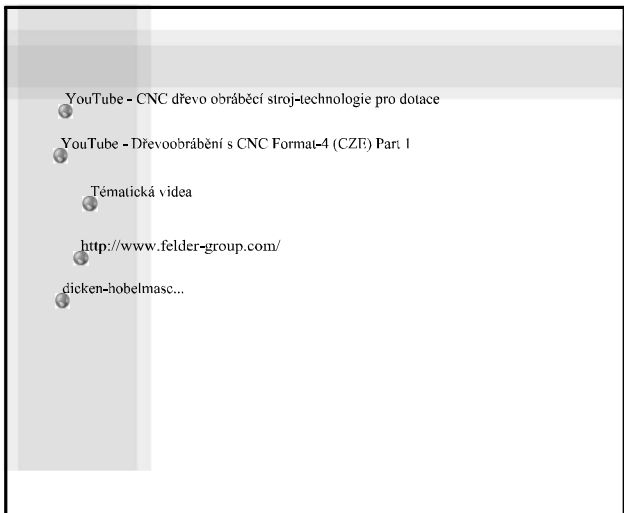 YouTube - CNC dřevo obráběcí stroj-technologie pro dotace
YouTube - Dřevoobrábění s CNC Format-4 (CZE) Part 1
Tématická videa
http://www.felder-group.com/
dicken-hobelmasc...